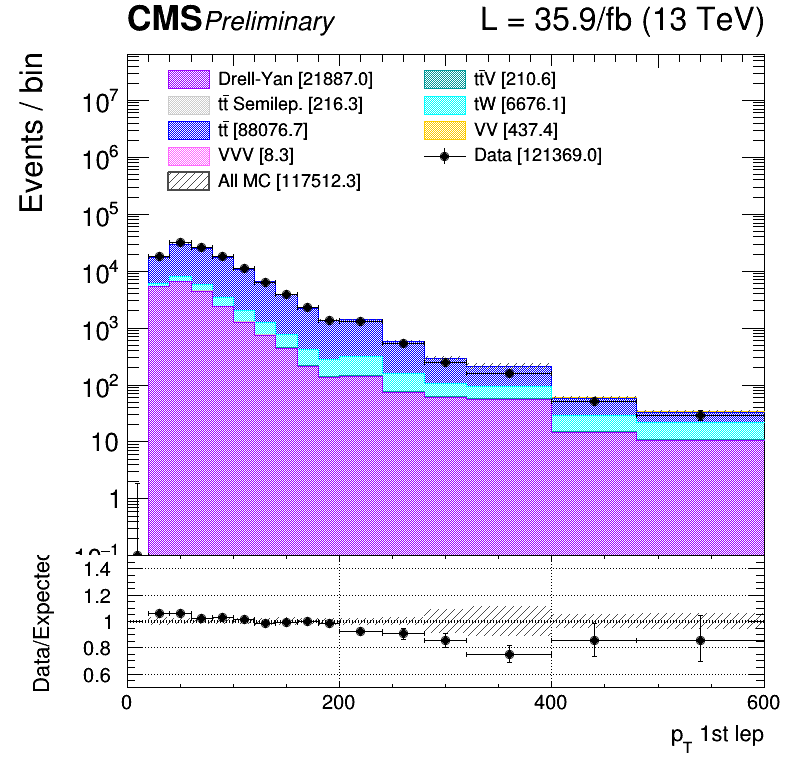 CMS Preliminary L = 35.9/fb (13 TeV)
Events / bin
Drell-Yan [21887.0]
tt̄ Semilep. [216.3]
tt̄ [88076.7]
VVV [8.3]
All MC [117512.3]
tt̄V [210.6]
tW [6676.1]
VV [437.4]
Data [121369.0]
10⁷
10⁶
10⁵
10⁴
10³
10²
10
1
10⁻¹
Data/Expected
1.4
1.2
1
0.8
0.6
0 200 400 600
p_T 1st lep